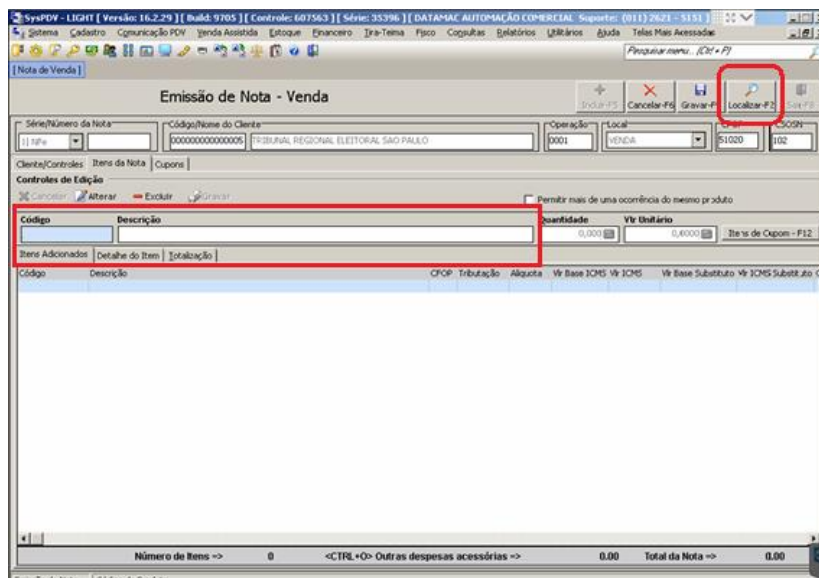 SysPDV - LIGHT [ Versão: 16.2.29 ] [ Build: 9705 ] [ Controle: 607563 ] [ Série: 35396 ] [ DATAMAC AUTOMAÇÃO COMERCIAL Suporte: (011) 2621 - 5151 ]
Sistema Cadastro Comunicação PDV Venda Assistida Estoque Financeiro Tira-Teima Fisco Consultas Relatórios Utilitários Ajuda Telas Mais Acessadas
Pesquisar menu... (Ctrl + P)
[ Nota de Venda ]
Emissão de Nota - Venda
Incluir-F5 Cancelar-F6 Gravar-F Localizar-F2
Série/Número da Nota Código/Nome do Cliente Operação Local CFOP CSOSN
1| NFe 000000000000005 TRIBUNAL REGIONAL ELEITORAL SAO PAULO 0001 VENDA 51020 102
Cliente/Controles Itens da Nota Cupons
Controles de Edição
Cancelar Alterar Excluir Gravar Permitir mais de uma ocorrência do mesmo produto
Código Descrição Quantidade Vlr Unitário
0,000 0,0000 Itens de Cupom - F12
Itens Adicionados Detalhe do Item Totalização
Código Descrição CFOP Tributação Aliquota Vlr Base ICMS Vlr ICMS Vlr Base Substituto Vlr ICMS Substituto
Número de Itens => 0 <CTRL+O> Outras despesas acessórias => 0.00 Total da Nota => 0.00